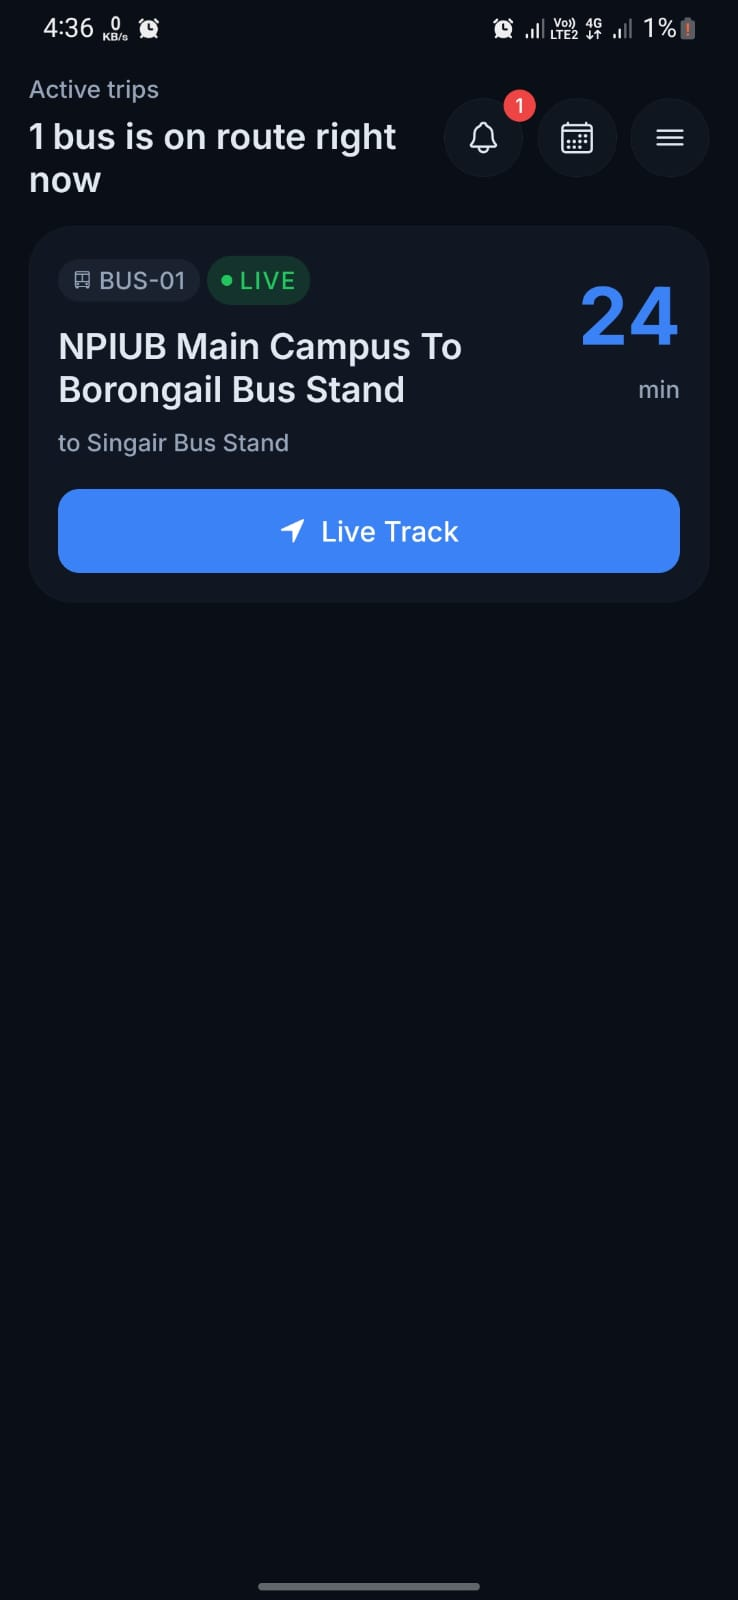 4:36 0 KB/s Vo)) LTE2 4G 1%
Active trips
1 bus is on route right
now
1
BUS-01 LIVE
24
min
NPIUB Main Campus To
Borongail Bus Stand
to Singair Bus Stand
Live Track